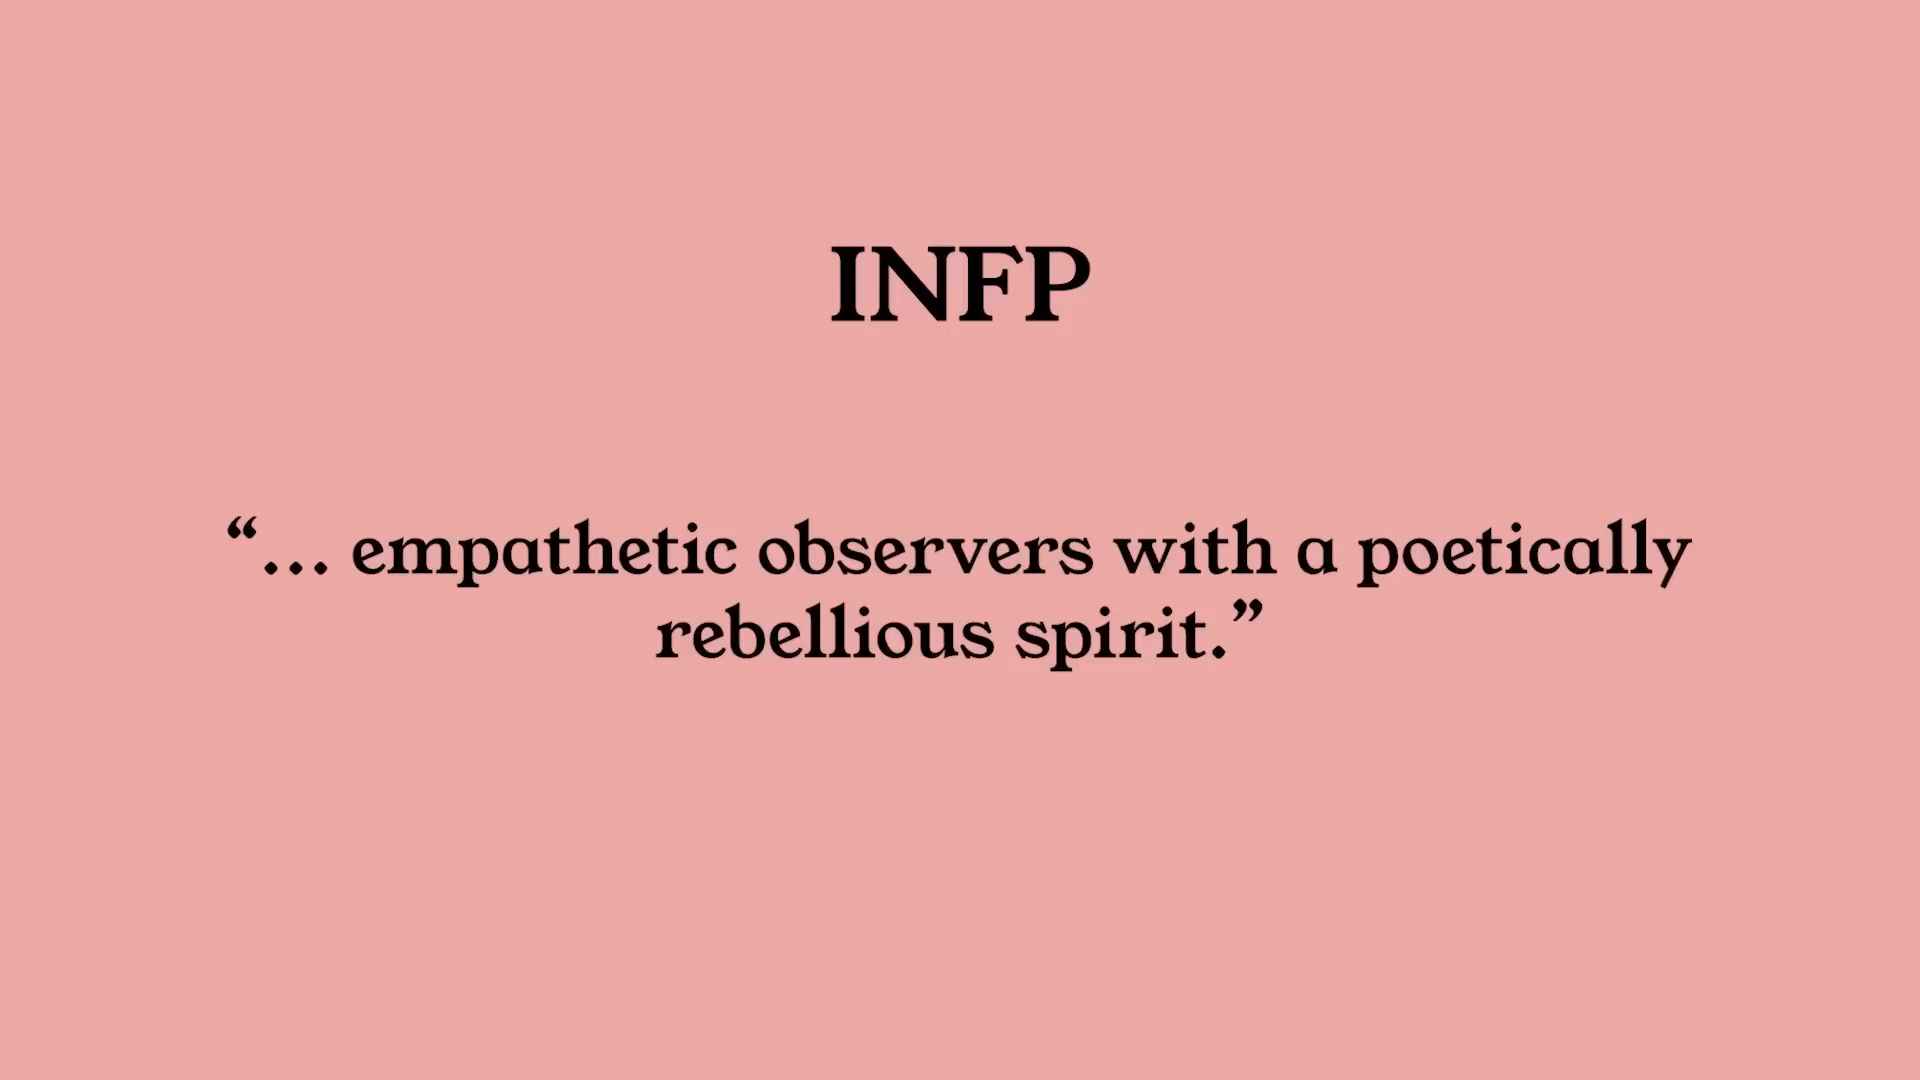 INFP
“... empathetic observers with a poetically
rebellious spirit.”